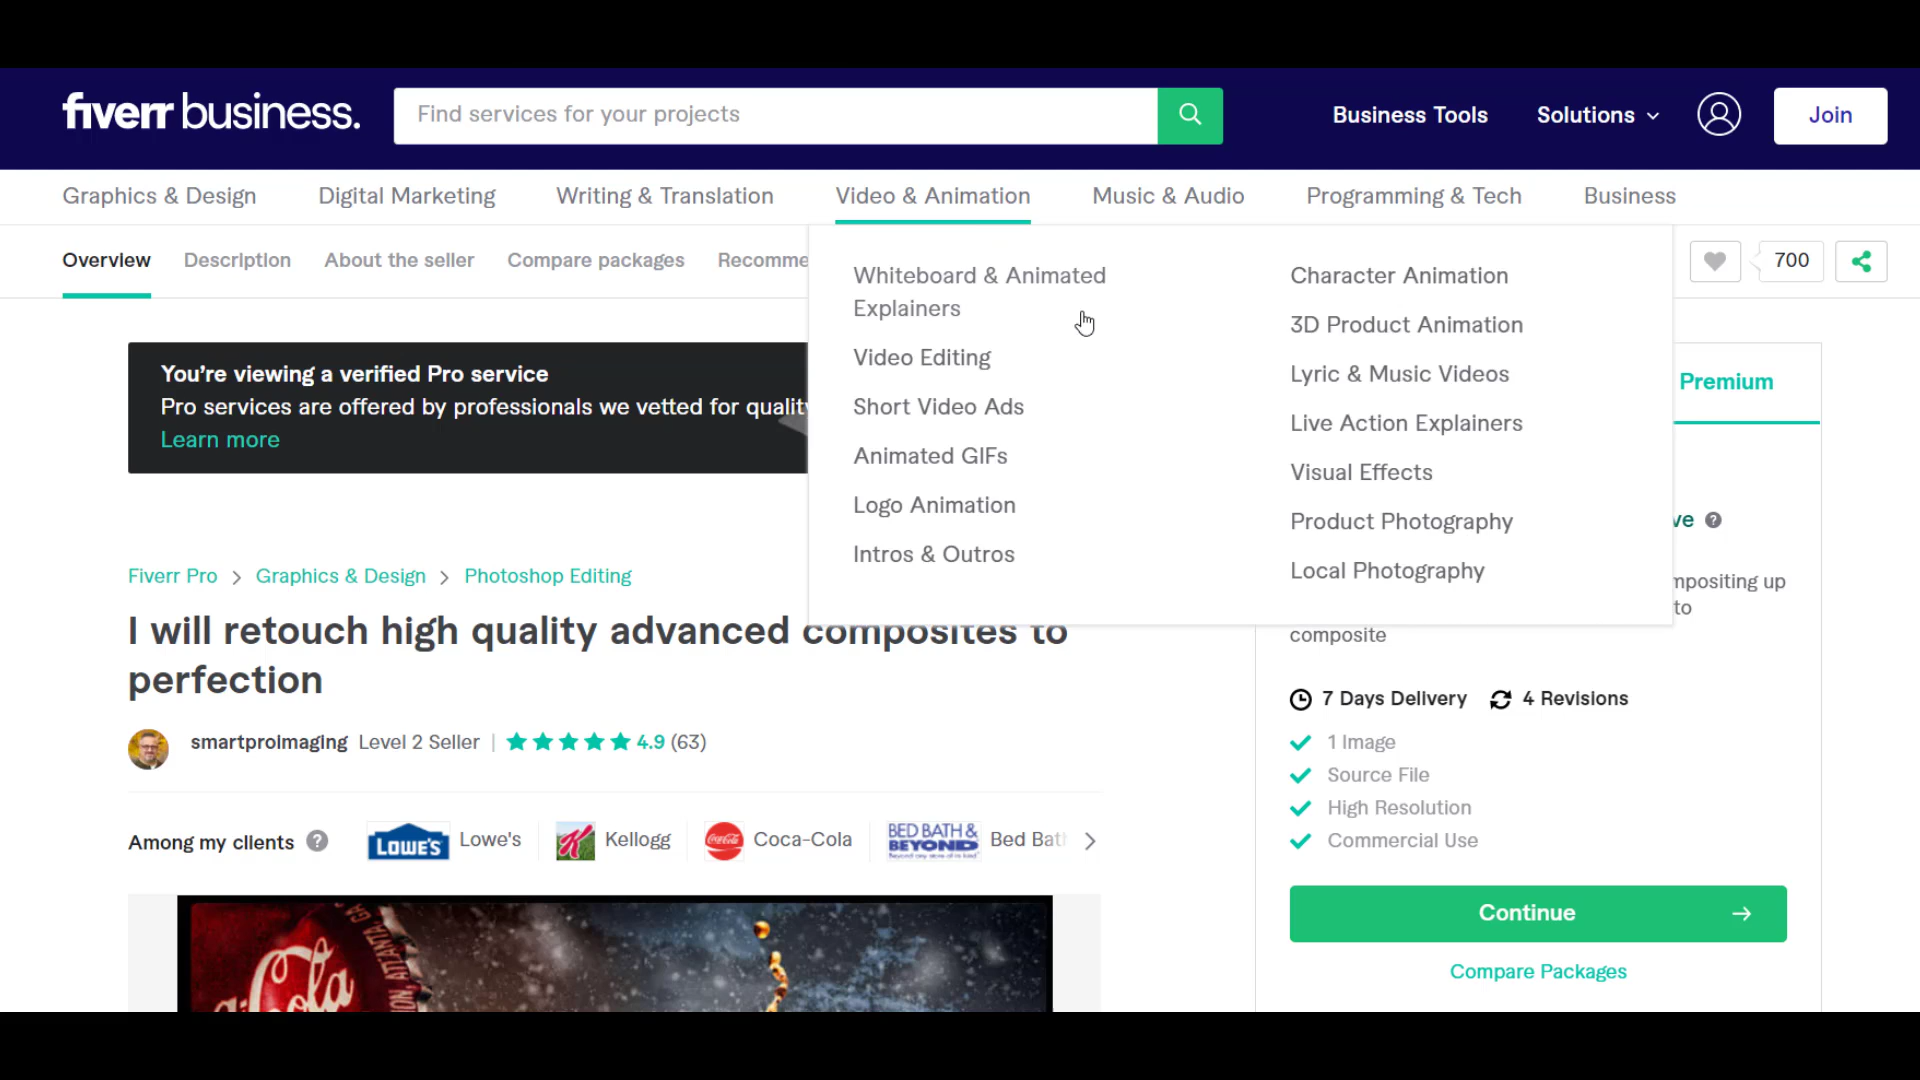 fiverr business.
Find services for your projects
Business Tools
Solutions
Join
Graphics & Design
Digital Marketing
Writing & Translation
Video & Animation
Music & Audio
Programming & Tech
Business
Overview
Description
About the seller
Compare packages
Recomme
700
Whiteboard & Animated
Explainers
Video Editing
Short Video Ads
Animated GIFs
Logo Animation
Intros & Outros
Character Animation
3D Product Animation
Lyric & Music Videos
Live Action Explainers
Visual Effects
Product Photography
Local Photography
You're viewing a verified Pro service
Pro services are offered by professionals we vetted for quality
Learn more
Premium
ve
mpositing up
to
composite
Fiverr Pro > Graphics & Design > Photoshop Editing
I will retouch high quality advanced composites to
perfection
smartproimaging Level 2 Seller | 4.9 (63)
7 Days Delivery
4 Revisions
1 Image
Source File
High Resolution
Commercial Use
Among my clients
LOWE'S
Lowe's
K
Kellogg
Coca-Cola
Coca-Cola
BED BATH &
BEYOND
Bed Bat
Continue
Compare Packages
Cola
ATLANTA, GA